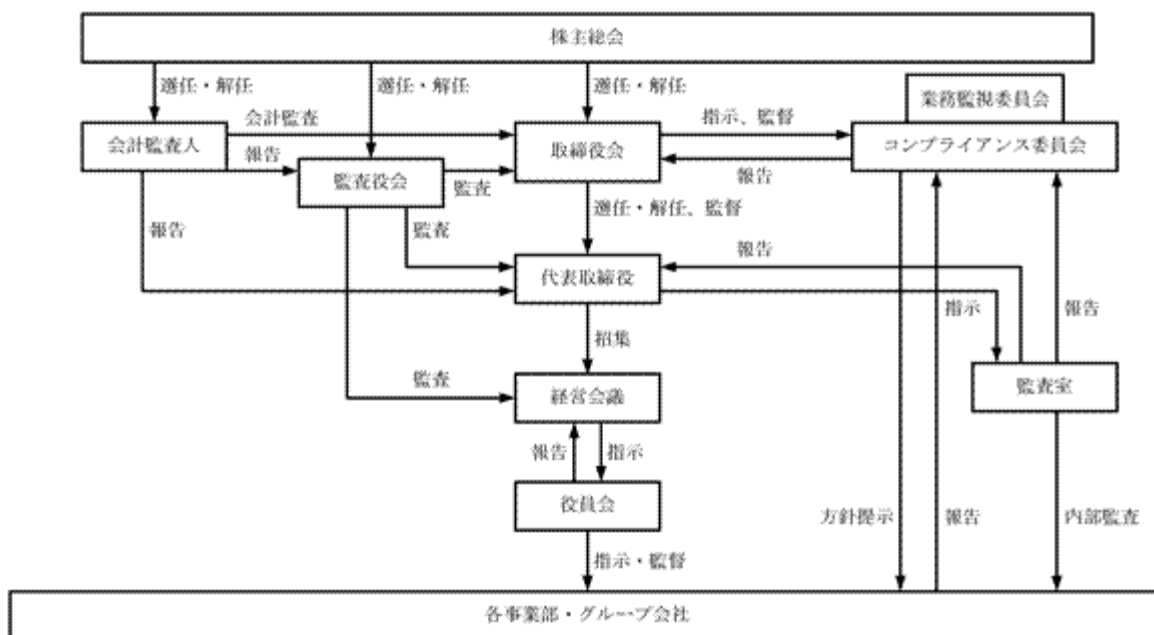 株主総会
選任・解任
選任・解任
選任・解任
業務監視委員会
会計監査
指示、監督
会計監査人
取締役会
コンプライアンス委員会
報告
監査役会
監査
報告
選任・解任、監督
報告
監査
報告
代表取締役
指示
報告
招集
監査
経営会議
監査室
報告
指示
役員会
方針提示
報告
内部監査
指示・監督
各事業部・グループ会社